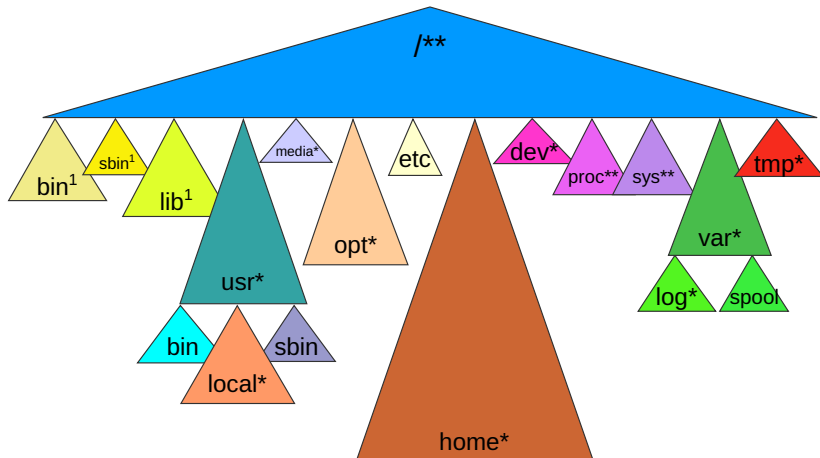 /**
bin¹
sbin¹
lib¹
usr*
media*
opt*
etc
home*
dev*
proc**
sys**
var*
tmp*
bin
local*
sbin
log*
spool